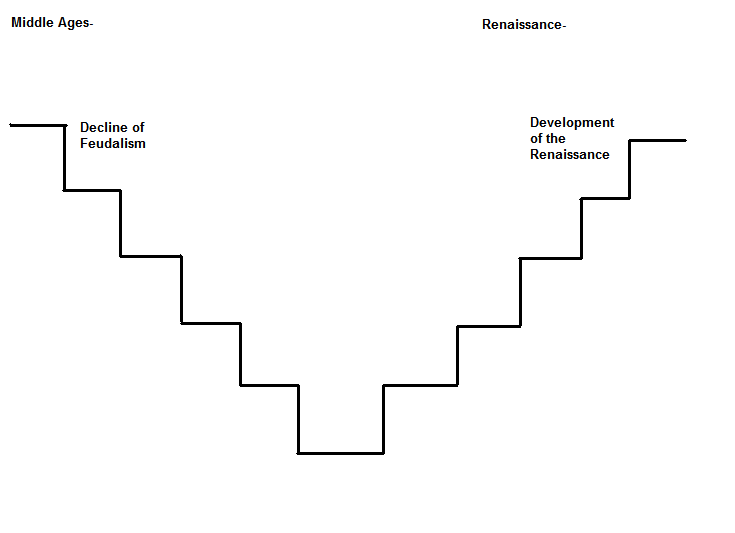 Middle Ages-
Renaissance-
Decline of
Feudalism
Development
of the
Renaissance